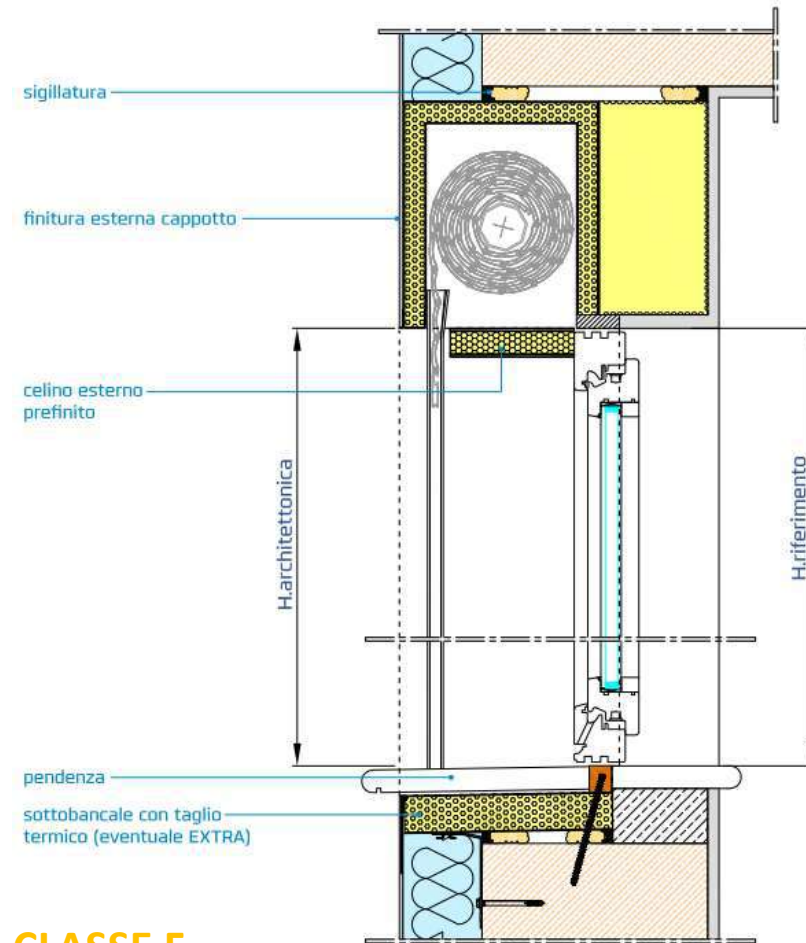 sigillatura
finitura esterna cappotto
celino esterno
prefinito
H.architettonica
H.riferimento
pendenza
sottobancale con taglio
termico (eventuale EXTRA)